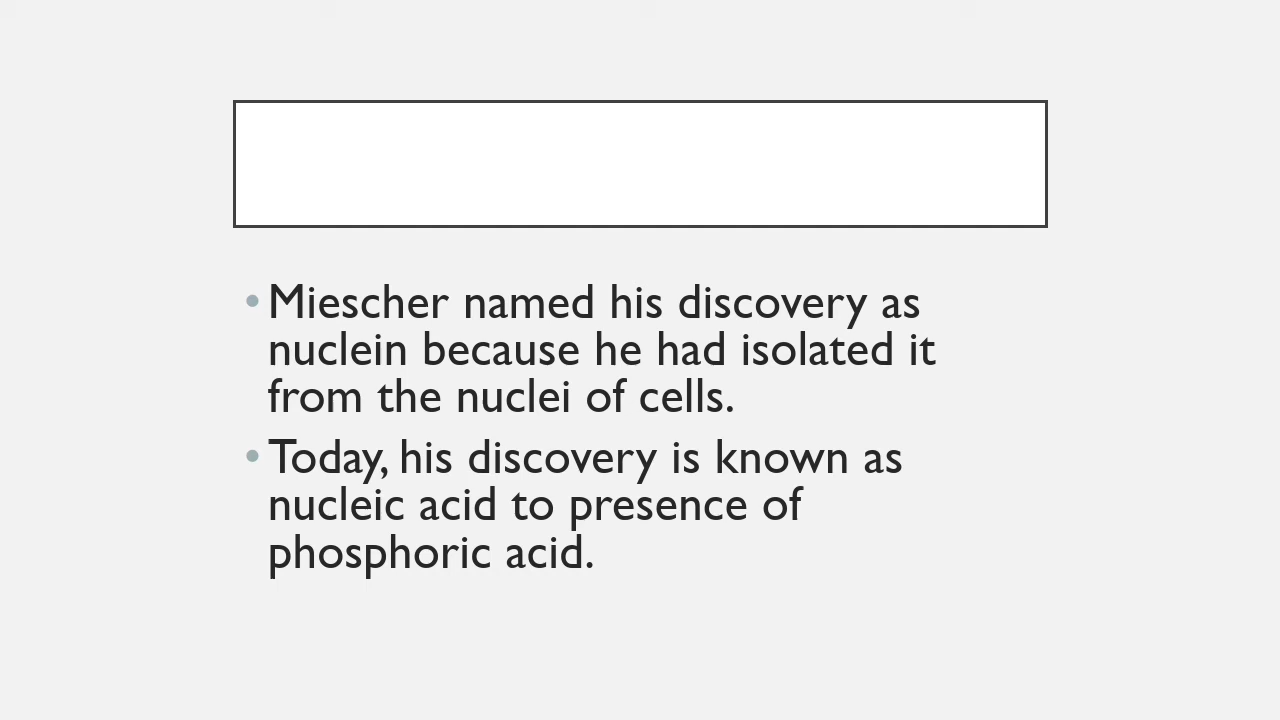 • Miescher named his discovery as
nuclein because he had isolated it
from the nuclei of cells.
• Today, his discovery is known as
nucleic acid to presence of
phosphoric acid.